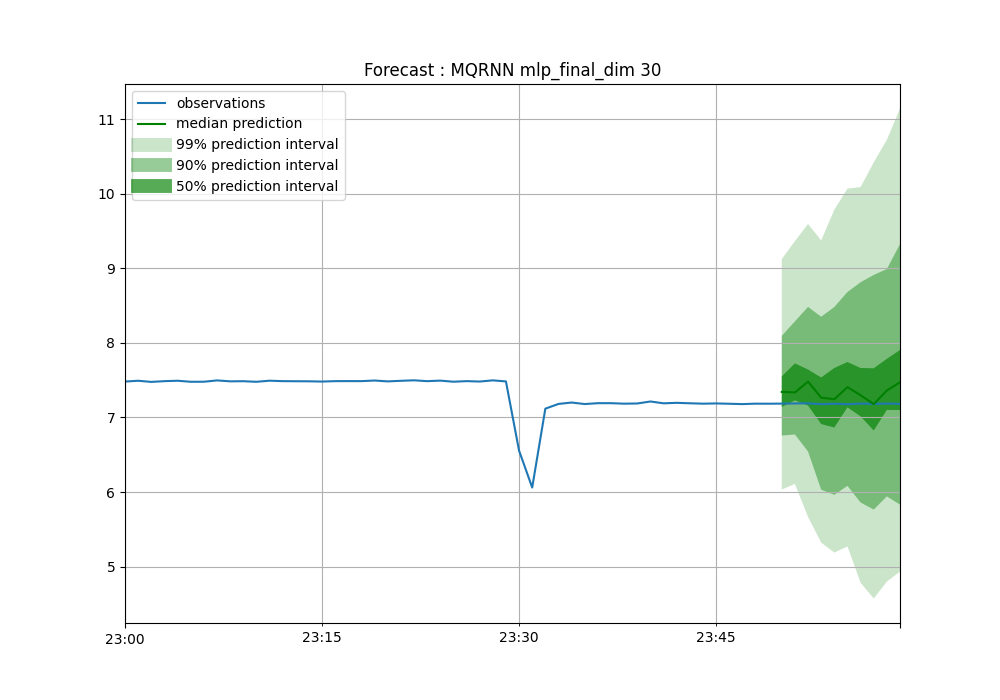 Forecast : MQRNN mlp_final_dim 30
observations
median prediction
99% prediction interval
90% prediction interval
50% prediction interval
11
10
9
8
7
6
5
23:00
23:15
23:30
23:45